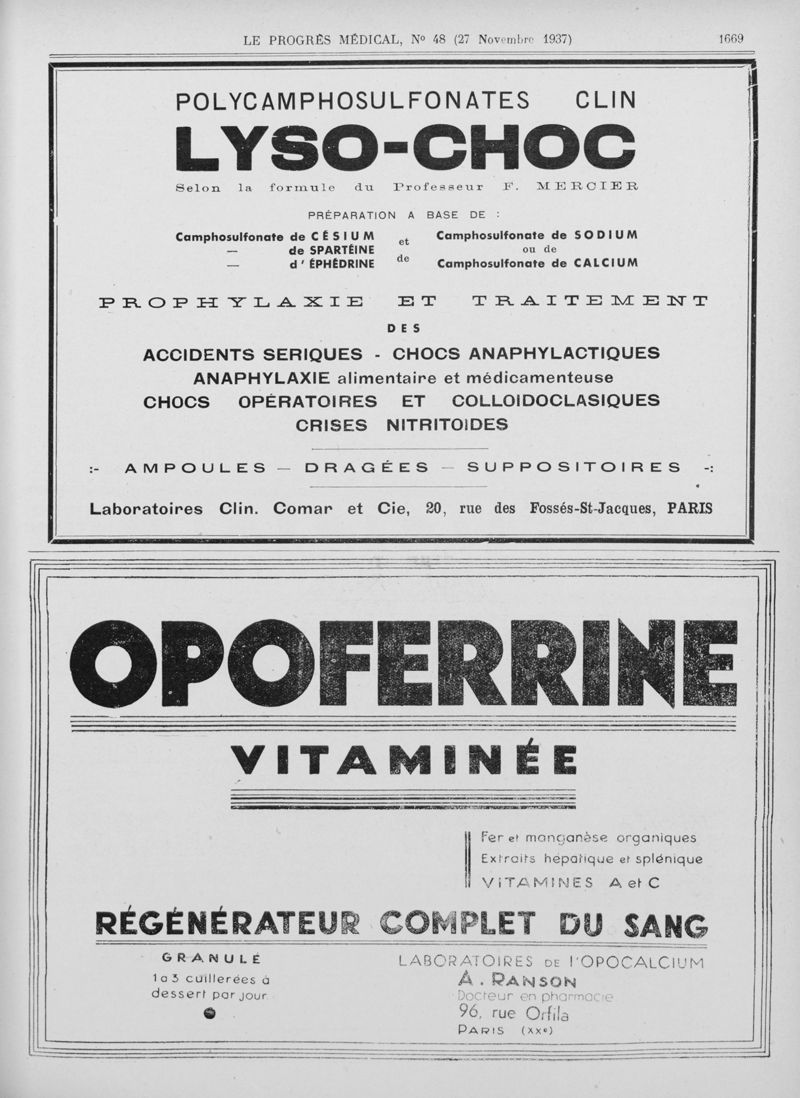 LE PROGRÈS MÉDICAL, Nº 48 (27 Novembre 1937) 1669
POLYCAMPHOSULFONATES CLIN
LYSO-CHOC
Selon la formule du Professeur F. MERCIER
PRÉPARATION A BASE DE :
Camphosulfonate de CÉSIUM
— de SPARTÉINE
— d'ÉPHÉDRINE
et
de
Camphosulfonate de SODIUM
ou de
Camphosulfonate de CALCIUM
PROPHYLAXIE ET TRAITEMENT
DES
ACCIDENTS SERIQUES - CHOCS ANAPHYLACTIQUES
ANAPHYLAXIE alimentaire et médicamenteuse
CHOCS OPÉRATOIRES ET COLLOIDOCLASIQUES
CRISES NITRITOIDES
:- AMPOULES — DRAGÉES — SUPPOSITOIRES -:
Laboratoires Clin. Comar et Cie, 20, rue des Fossés-St-Jacques, PARIS
OPOFERRINE
VITAMINÉE
Fer et manganèse organiques
Extraits hépatique et splénique
VITAMINES A et C
RÉGÉNÉRATEUR COMPLET DU SANG
GRANULÉ
1 a 3 cuillerées à
dessert par jour
LABORATOIRES DE l'OPOCALCIUM
A. RANSON
Docteur en pharmacie
96, rue Orfila
PARIS (XXe)